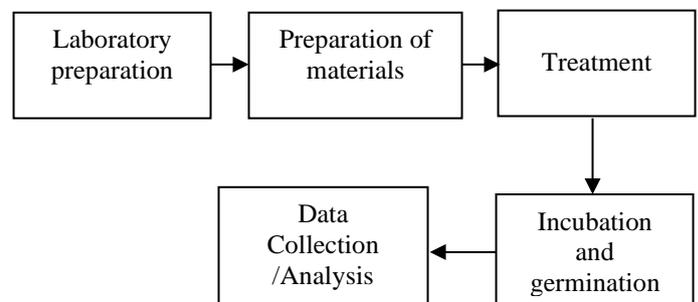 Laboratory
preparation
Preparation of
materials
Treatment
Incubation
and
germination
Data
Collection
/Analysis